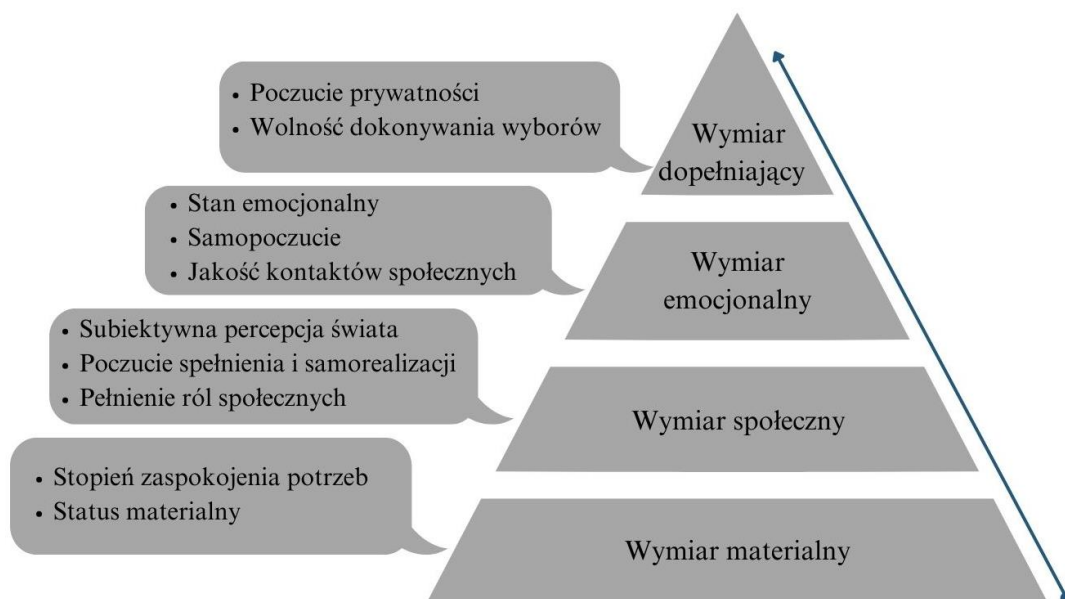 • Poczucie prywatności
• Wolność dokonywania wyborów
Wymiar
dopełniający
• Stan emocjonalny
• Samopoczucie
• Jakość kontaktów społecznych
Wymiar
emocjonalny
• Subiektywna percepcja świata
• Poczucie spełnienia i samorealizacji
• Pełnienie ról społecznych
Wymiar społeczny
• Stopień zaspokojenia potrzeb
• Status materialny
Wymiar materialny